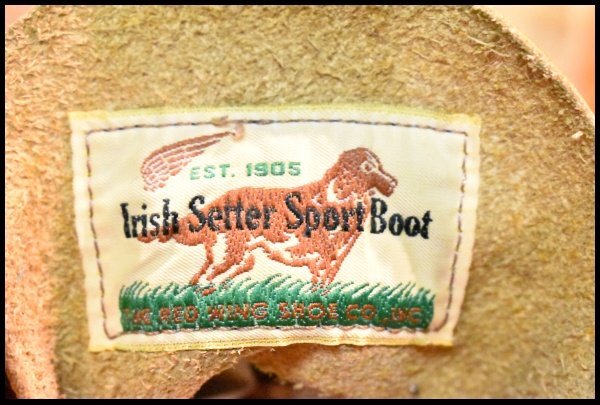 EST. 1905
Irish Setter Sport Boot
THE RED WING SHOE CO., INC.